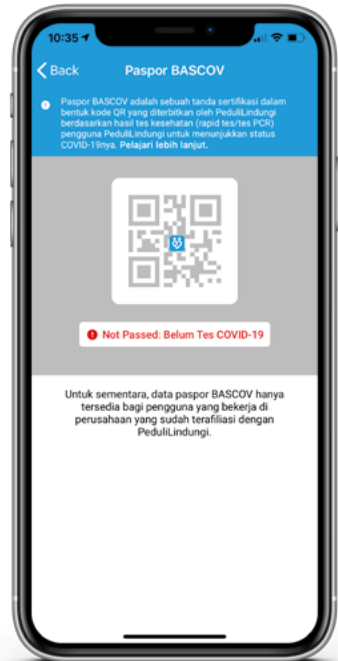 10:35
Back
Paspor BASCOV
Paspor BASCOV adalah sebuah tanda sertifikasi dalam
bentuk kode QR yang diterbitkan oleh PeduliLindungi
berdasarkan hasil tes kesehatan (rapid tes/tes PCR)
pengguna PeduliLindungi untuk menunjukkan status
COVID-19nya. Pelajari lebih lanjut.
Not Passed: Belum Tes COVID-19
Untuk sementara, data paspor BASCOV hanya
tersedia bagi pengguna yang bekerja di
perusahaan yang sudah terafiliasi dengan
PeduliLindungi.